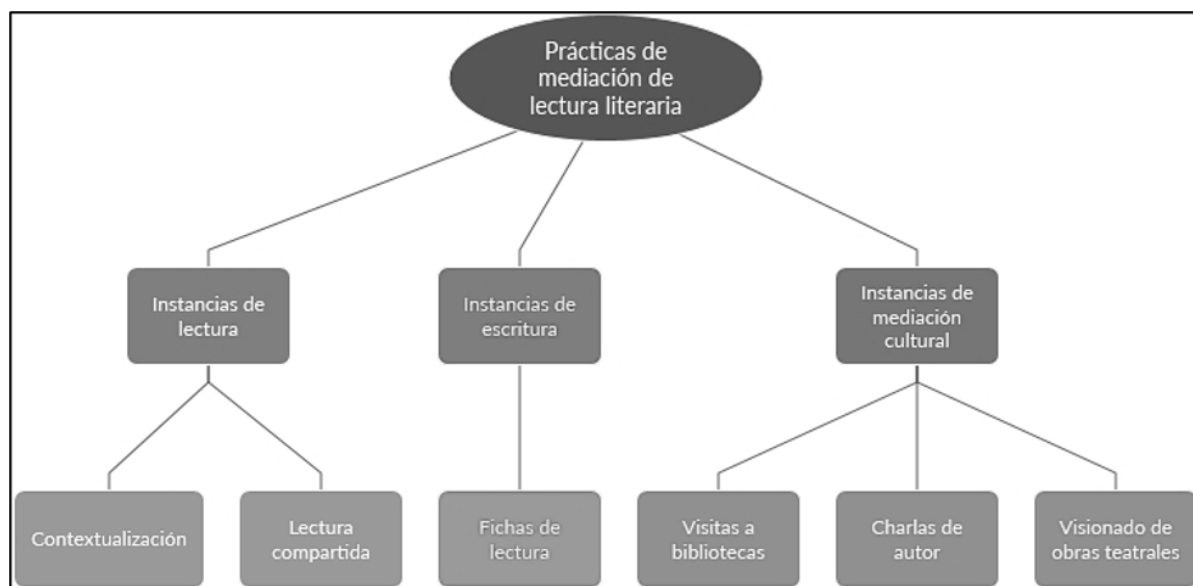 Prácticas de
mediación de
lectura literaria
Instancias de
lectura
Instancias de
escritura
Instancias de
mediación
cultural
Contextualización
Lectura
compartida
Fichas de
lectura
Visitas a
bibliotecas
Charlas de
autor
Visionado de
obras teatrales